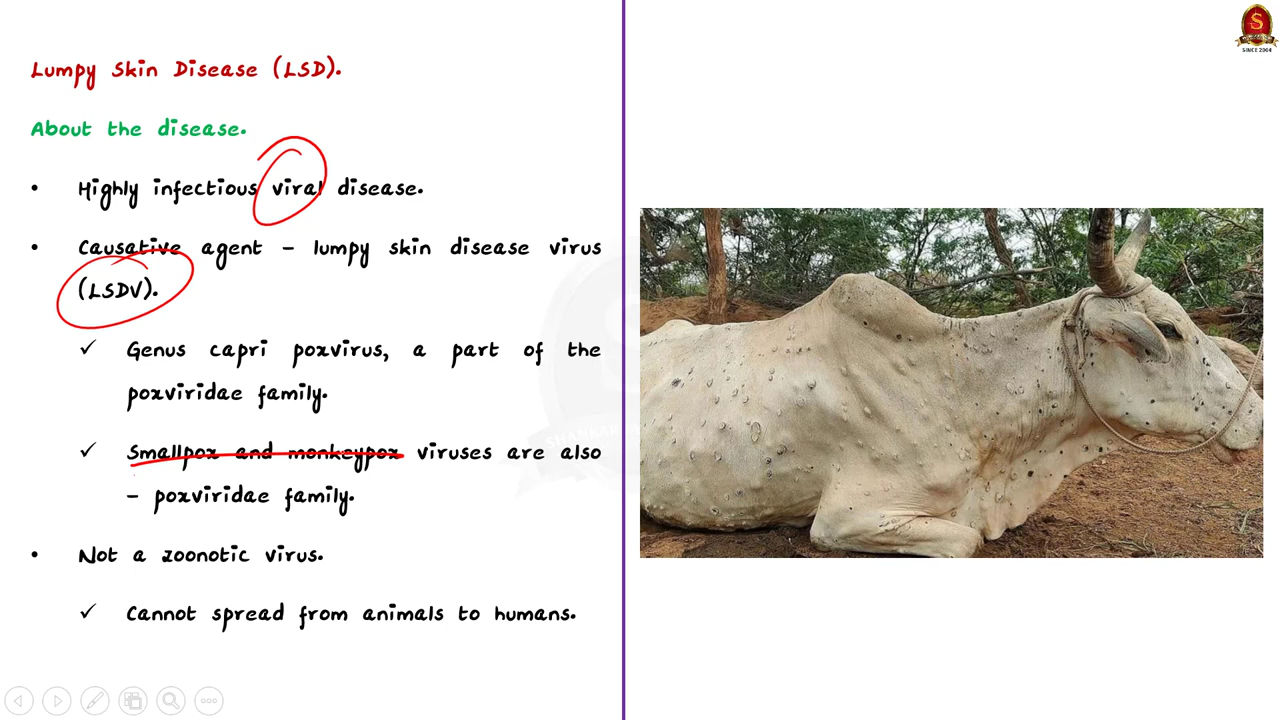 Lumpy Skin Disease (LSD).
About the disease.
• Highly infectious viral disease.
• Causative agent – lumpy skin disease virus
(LSDV).
✓ Genus capri poxvirus, a part of the
poxviridae family.
✓ Smallpox and monkeypox viruses are also
– poxviridae family.
• Not a zoonotic virus.
✓ Cannot spread from animals to humans.
S
SINCE 2004